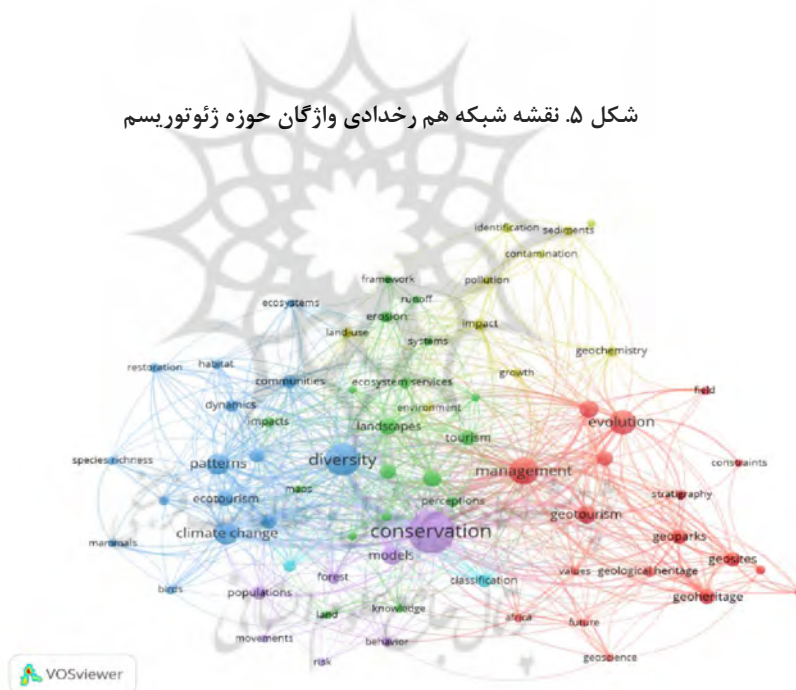 شکل ۵. نقشه شبکه هم رخدادی واژگان حوزه ژئوتوریسم
identification
sediments
contamination
framework
pollution
ecosystems
runoff
erosion
impact
land-use
systems
geochemistry
restoration
habitat
growth
communities
ecosystem services
field
dynamics
environment
impacts
landscapes
evolution
tourism
species richness
patterns
diversity
management
constraints
maps
ecotourism
perceptions
stratigraphy
geotourism
mammals
climate change
conservation
geoparks
models
geosites
forest
classification
values
geological heritage
birds
populations
geoheritage
land
knowledge
africa
future
movements
behavior
risk
geoscience
VOSviewer